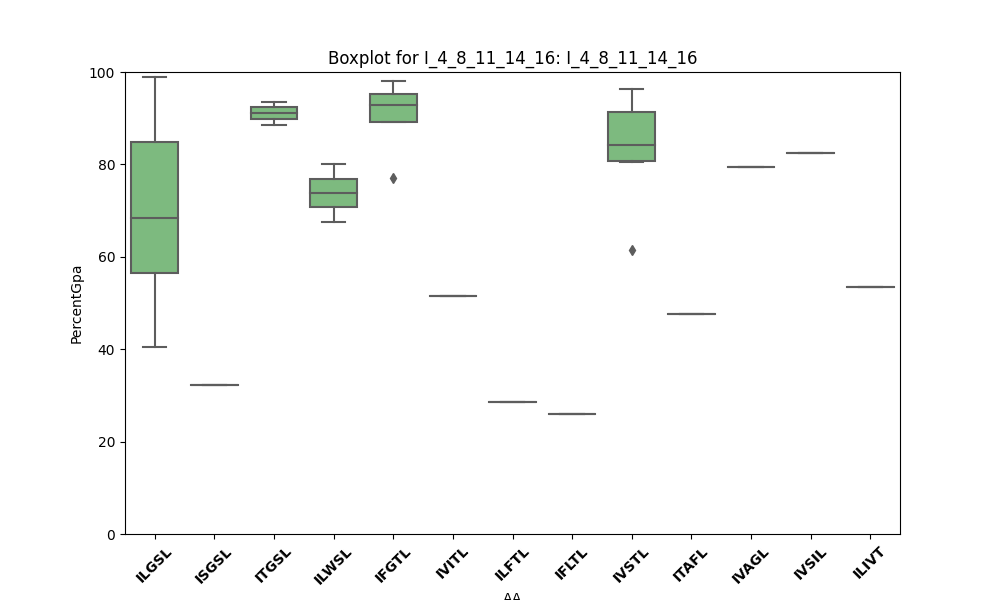 Boxplot for I_4_8_11_14_16: I_4_8_11_14_16
100
80
60
40
20
0
PercentGpa
ILGSL
ISGSL
ITGSL
ILWSL
IFGTL
IVITL
ILFTL
IFLTL
IVSTL
ITAFL
IVAGL
IVSIL
ILIVT
AA